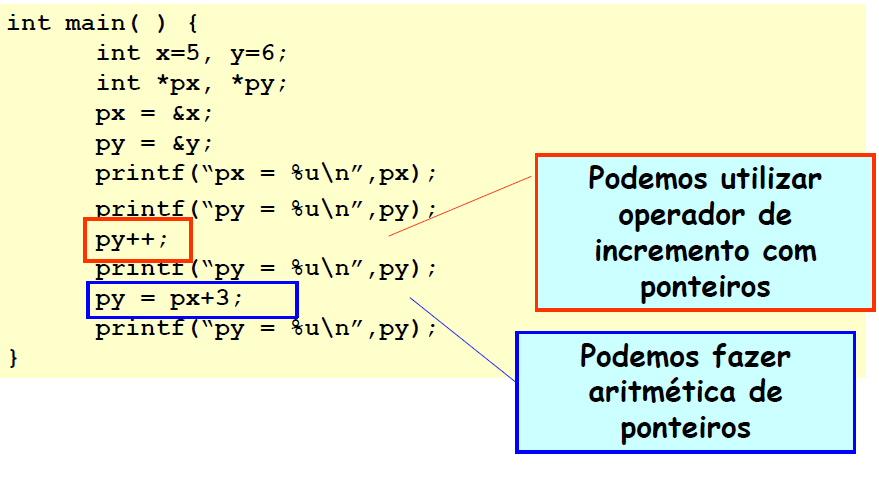 int main( ) {
int x=5, y=6;
int *px, *py;
px = &x;
py = &y;
printf(“px = %u\n”,px);
printf(“py = %u\n”,py);
py++;
printf(“py = %u\n”,py);
py = px+3;
printf(“py = %u\n”,py);
}
Podemos utilizar
operador de
incremento com
ponteiros
Podemos fazer
aritmética de
ponteiros